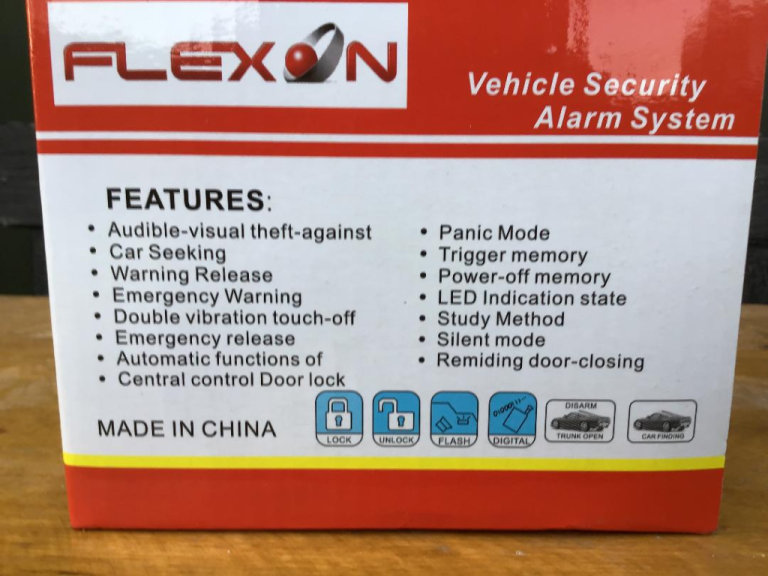 FLEXON
Vehicle Security
Alarm System
FEATURES:
• Audible-visual theft-against
• Car Seeking
• Warning Release
• Emergency Warning
• Double vibration touch-off
• Emergency release
• Automatic functions of
• Central control Door lock
• Panic Mode
• Trigger memory
• Power-off memory
• LED Indication state
• Study Method
• Silent mode
• Remiding door-closing
MADE IN CHINA
LOCK
UNLOCK
FLASH
DIGITAL
DISARM
TRUNK OPEN
CAR FINDING